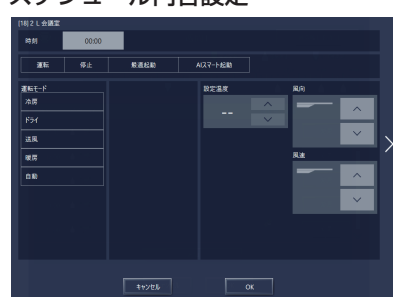 スケジュール内容設定
(18) 2 L 会議室
時刻 00:00
運転 停止 最適起動 AIスマート起動
運転モード 設定温度 風向
冷房
ドライ --
送風
暖房 風速
自動
キャンセル OK